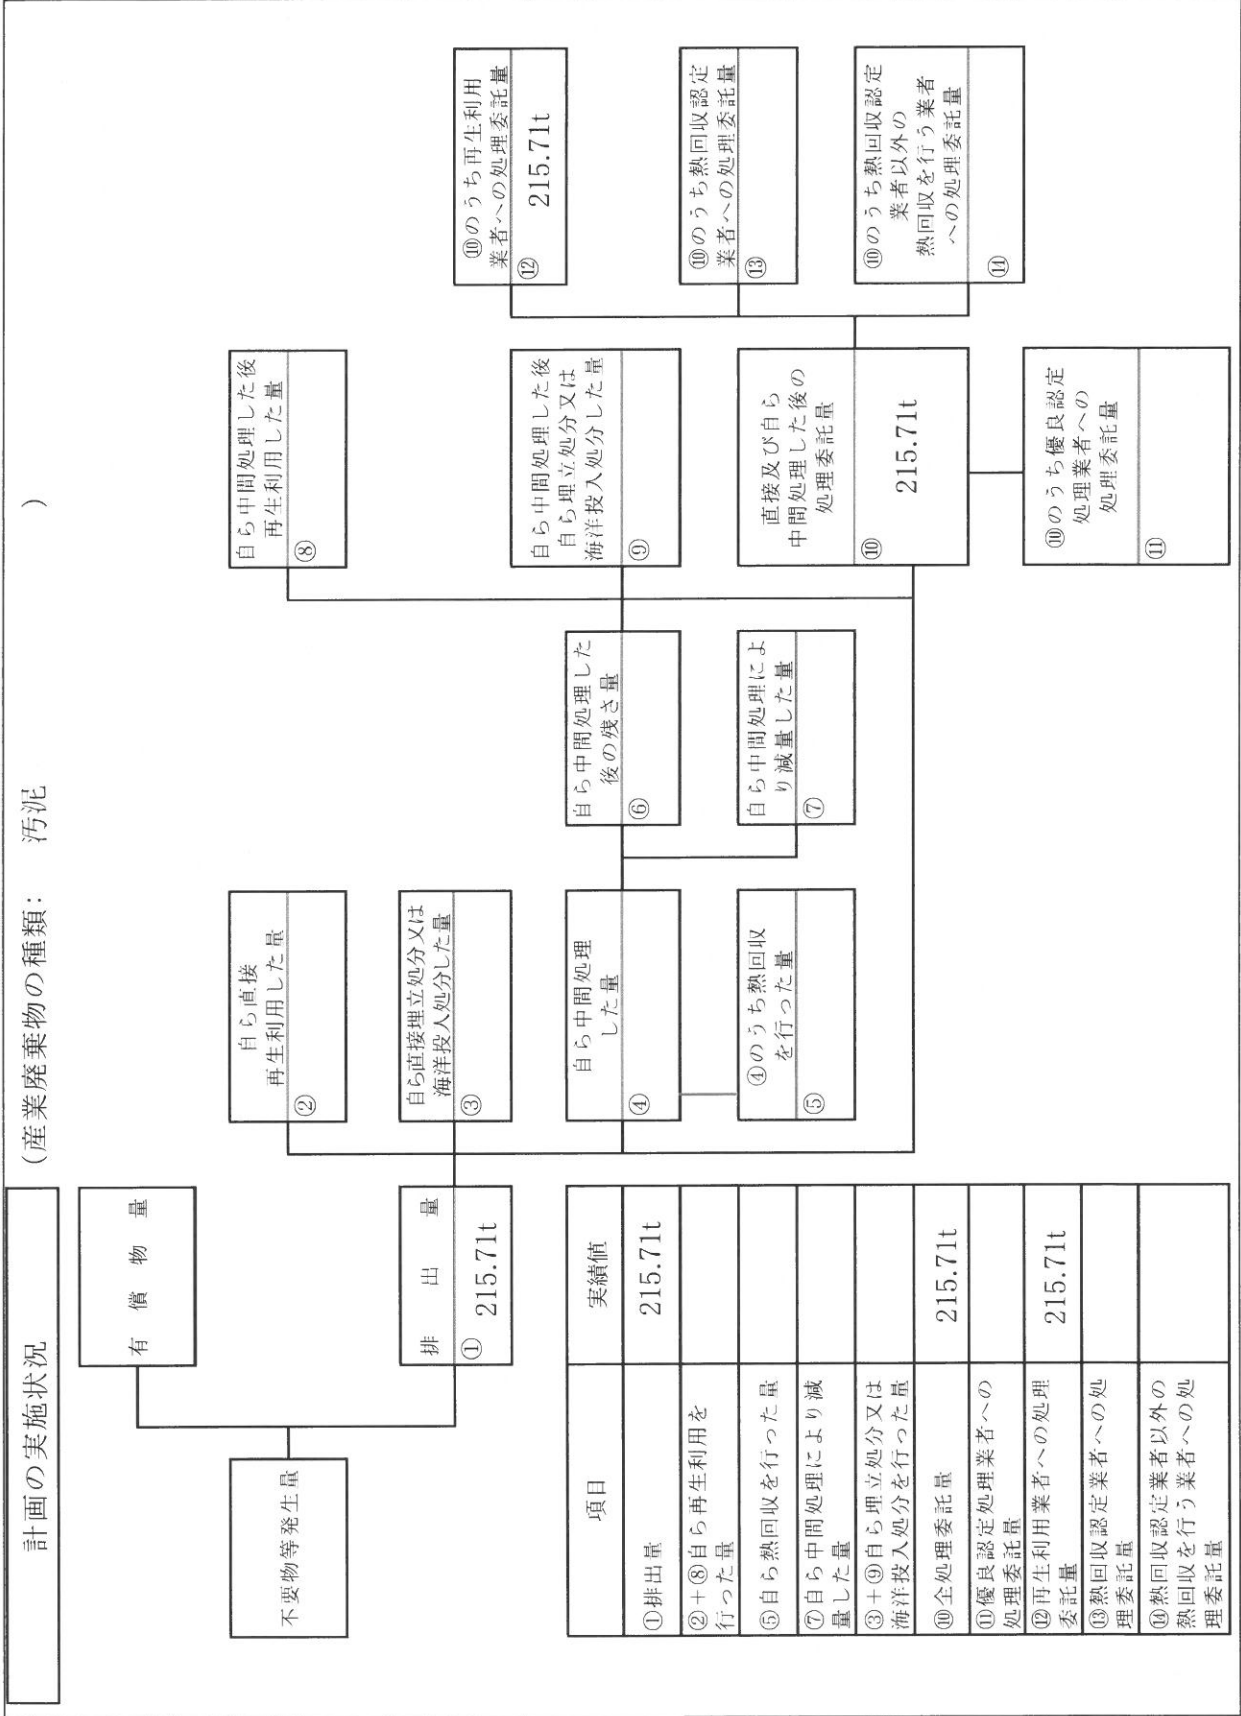 計画の実施状況
(産業廃棄物の種類： 汚泥 )
不要物等発生量
有償物量
排出量
① 215.71t
自ら直接
再生利用した量
②
自ら直接埋立処分又は
海洋投入処分した量
③
自ら中間処理
した量
④
④のうち熱回収
を行った量
⑤
自ら中間処理した
後の残さ量
⑥
自ら中間処理によ
り減量した量
⑦
自ら中間処理した後
再生利用した量
⑧
自ら中間処理した後
自ら埋立処分又は
海洋投入処分した量
⑨
直接及び自ら
中間処理した後の
処理委託量
⑩ 215.71t
⑩のうち優良認定
処理業者への
処理委託量
⑪
⑩のうち再生利用
業者への処理委託量
⑫ 215.71t
⑩のうち熱回収認定
業者への処理委託量
⑬
⑩のうち熱回収認定
業者以外の
熱回収を行う業者
への処理委託量
⑭
項目 実績値
①排出量 215.71t
②+⑧自ら再生利用を
行った量
⑤自ら熱回収を行った量
⑦自ら中間処理により減
量した量
③+⑨自ら埋立処分又は
海洋投入処分を行った量
⑩全処理委託量 215.71t
⑪優良認定処理業者への
処理委託量
⑫再生利用業者への処理
委託量 215.71t
⑬熱回収認定業者への処
理委託量
⑭熱回収認定業者以外の
熱回収を行う業者への処
理委託量